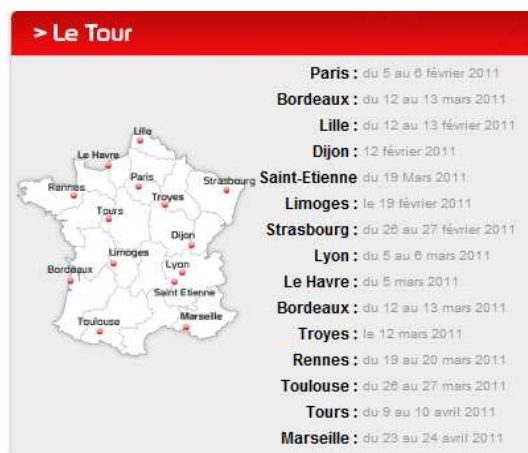 > Le Tour
Paris : du 5 au 6 février 2011
Bordeaux : du 12 au 13 mars 2011
Lille : du 12 au 13 février 2011
Dijon : 12 février 2011
Saint-Etienne du 19 Mars 2011
Limoges : le 19 février 2011
Strasbourg : du 26 au 27 février 2011
Lyon : du 5 au 6 mars 2011
Le Havre : du 5 mars 2011
Bordeaux : du 12 au 13 mars 2011
Troyes : le 12 mars 2011
Rennes : du 19 au 20 mars 2011
Toulouse : du 26 au 27 mars 2011
Tours : du 9 au 10 avril 2011
Marseille : du 23 au 24 avril 2011
Lille
Le Havre
Paris
Strasbourg
Rennes
Troyes
Tours
Dijon
Limoges
Lyon
Bordeaux
Saint Etienne
Marseille
Toulouse